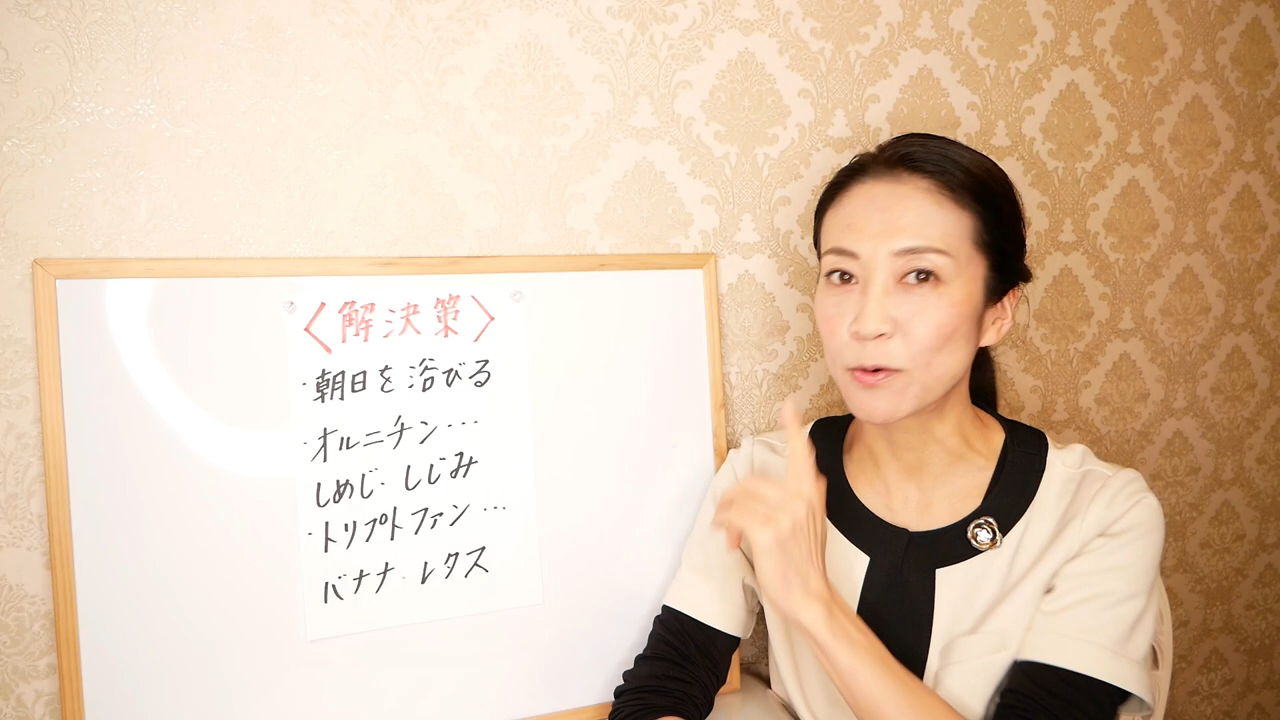 〈解決策〉
・朝日を浴びる
・オルニチン…
しめじ・しじみ
・トリプトファン…
バナナ・レタス